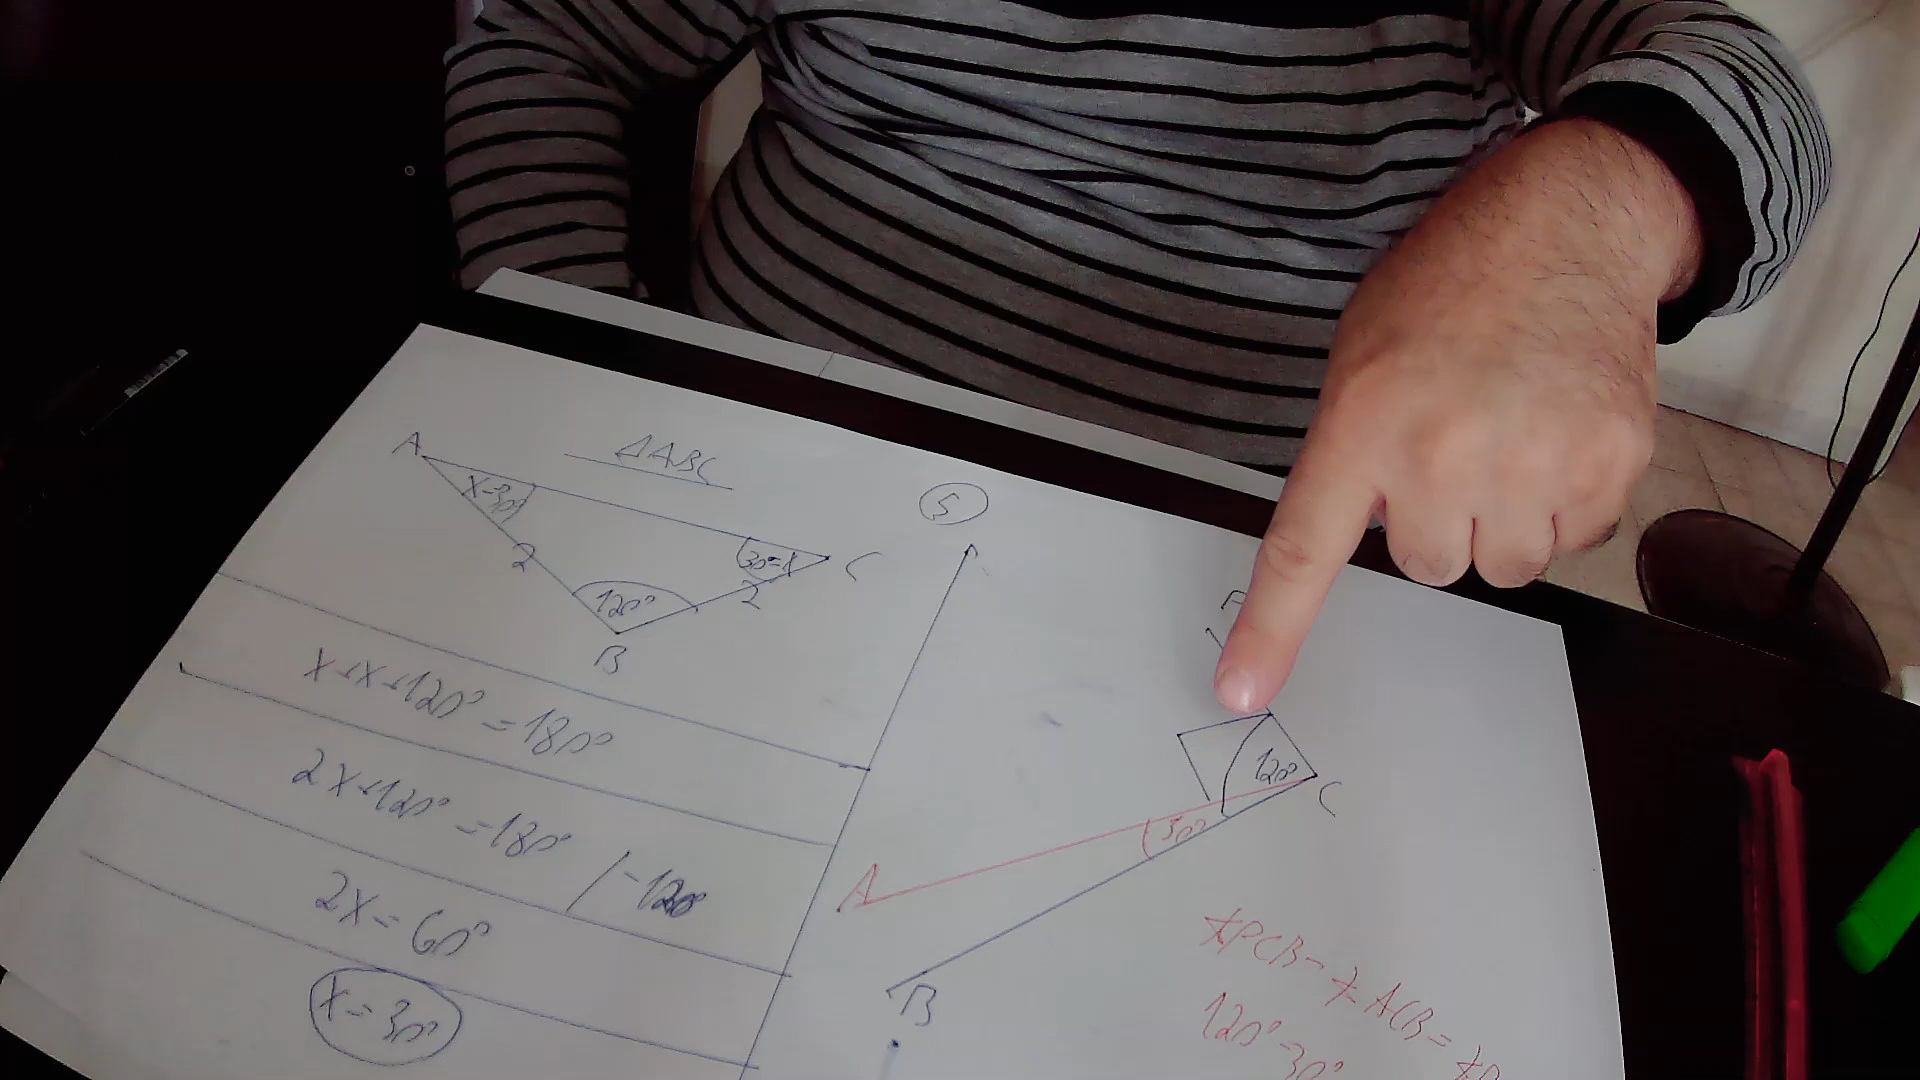 ΔABC
A
X=30°
2
120°
30°=X
2
C
B
X+X+120°=180°
2X+120°=180° /-120°
2X=60°
X=30°
5
120°
C
30°
A
B
∢PCB-∢ACB=
120°-30°